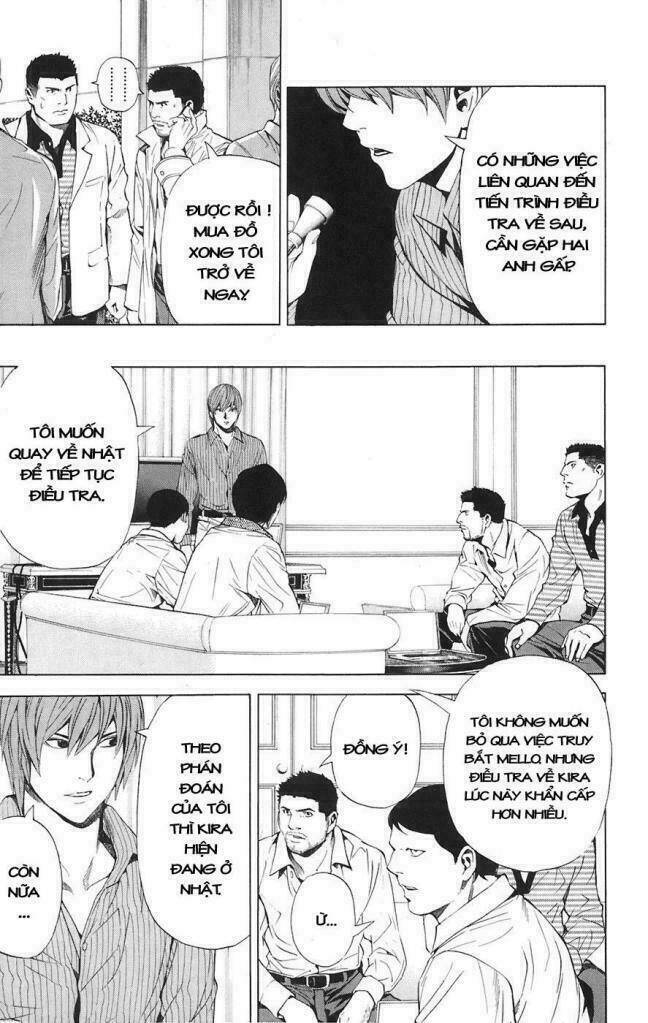 CÓ NHỮNG VIỆC
LIÊN QUAN ĐẾN
TIẾN TRÌNH ĐIỀU
TRA VỀ SAU,
CẦN GẶP HAI
ANH GẤP.
ĐƯỢC RỒI !
MUA ĐỒ
XONG TÔI
TRỞ VỀ
NGAY.
TÔI MUỐN
QUAY VỀ NHẬT
ĐỂ TIẾP TỤC
ĐIỀU TRA.
TÔI KHÔNG MUỐN
BỎ QUA VIỆC TRUY
BẮT MELLO, NHƯNG
ĐIỀU TRA VỀ KIRA
LÚC NÀY KHẨN CẤP
HƠN NHIỀU.
ĐỒNG Ý!
Ừ...
THEO
PHÁN
ĐOÁN
CỦA TÔI
THÌ KIRA
HIỆN
ĐANG Ở
NHẬT.
CÒN
NỮA
...